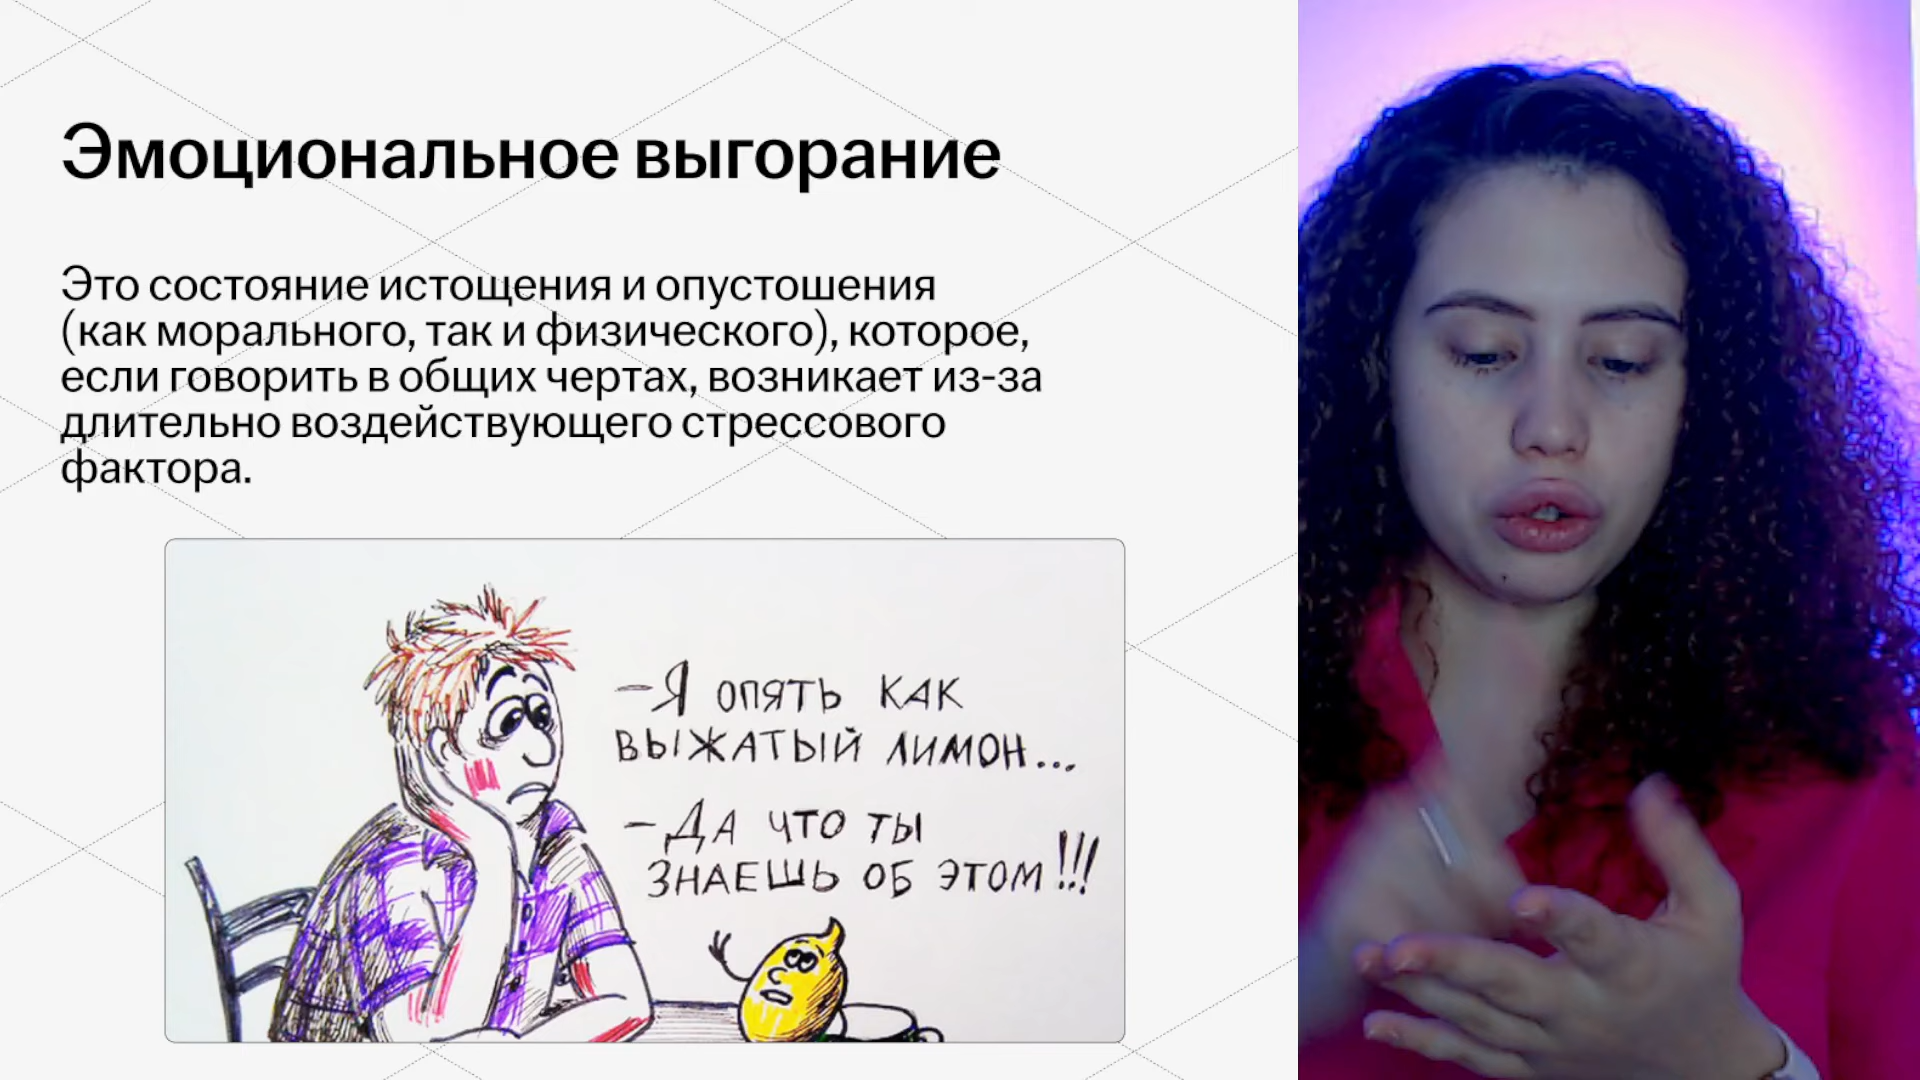 Эмоциональное выгорание
Это состояние истощения и опустошения
(как морального, так и физического), которое,
если говорить в общих чертах, возникает из-за
длительно воздействующего стрессового
фактора.
–Я ОПЯТЬ КАК
ВЫЖАТЫЙ ЛИМОН...
–ДА ЧТО ТЫ
ЗНАЕШЬ ОБ ЭТОМ!!!